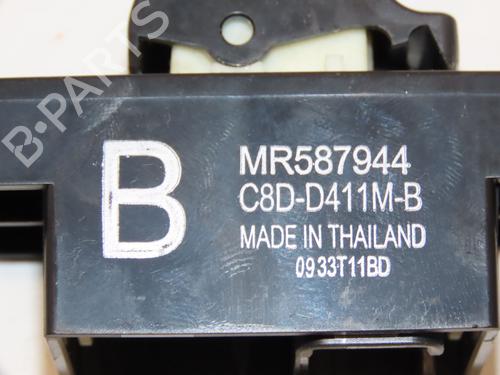 B
MR587944
C8D-D411M-B
MADE IN THAILAND
0933T11BD
B-PARTS